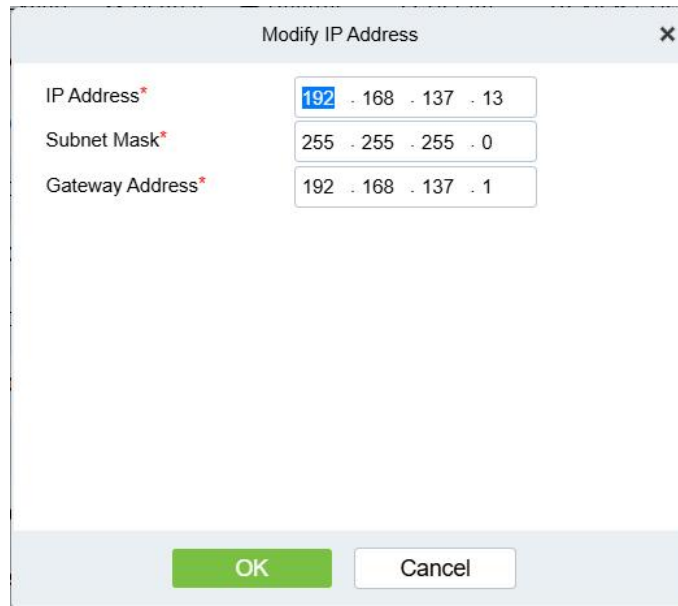 Modify IP Address
IP Address* 192 . 168 . 137 . 13
Subnet Mask* 255 . 255 . 255 . 0
Gateway Address* 192 . 168 . 137 . 1
OK Cancel